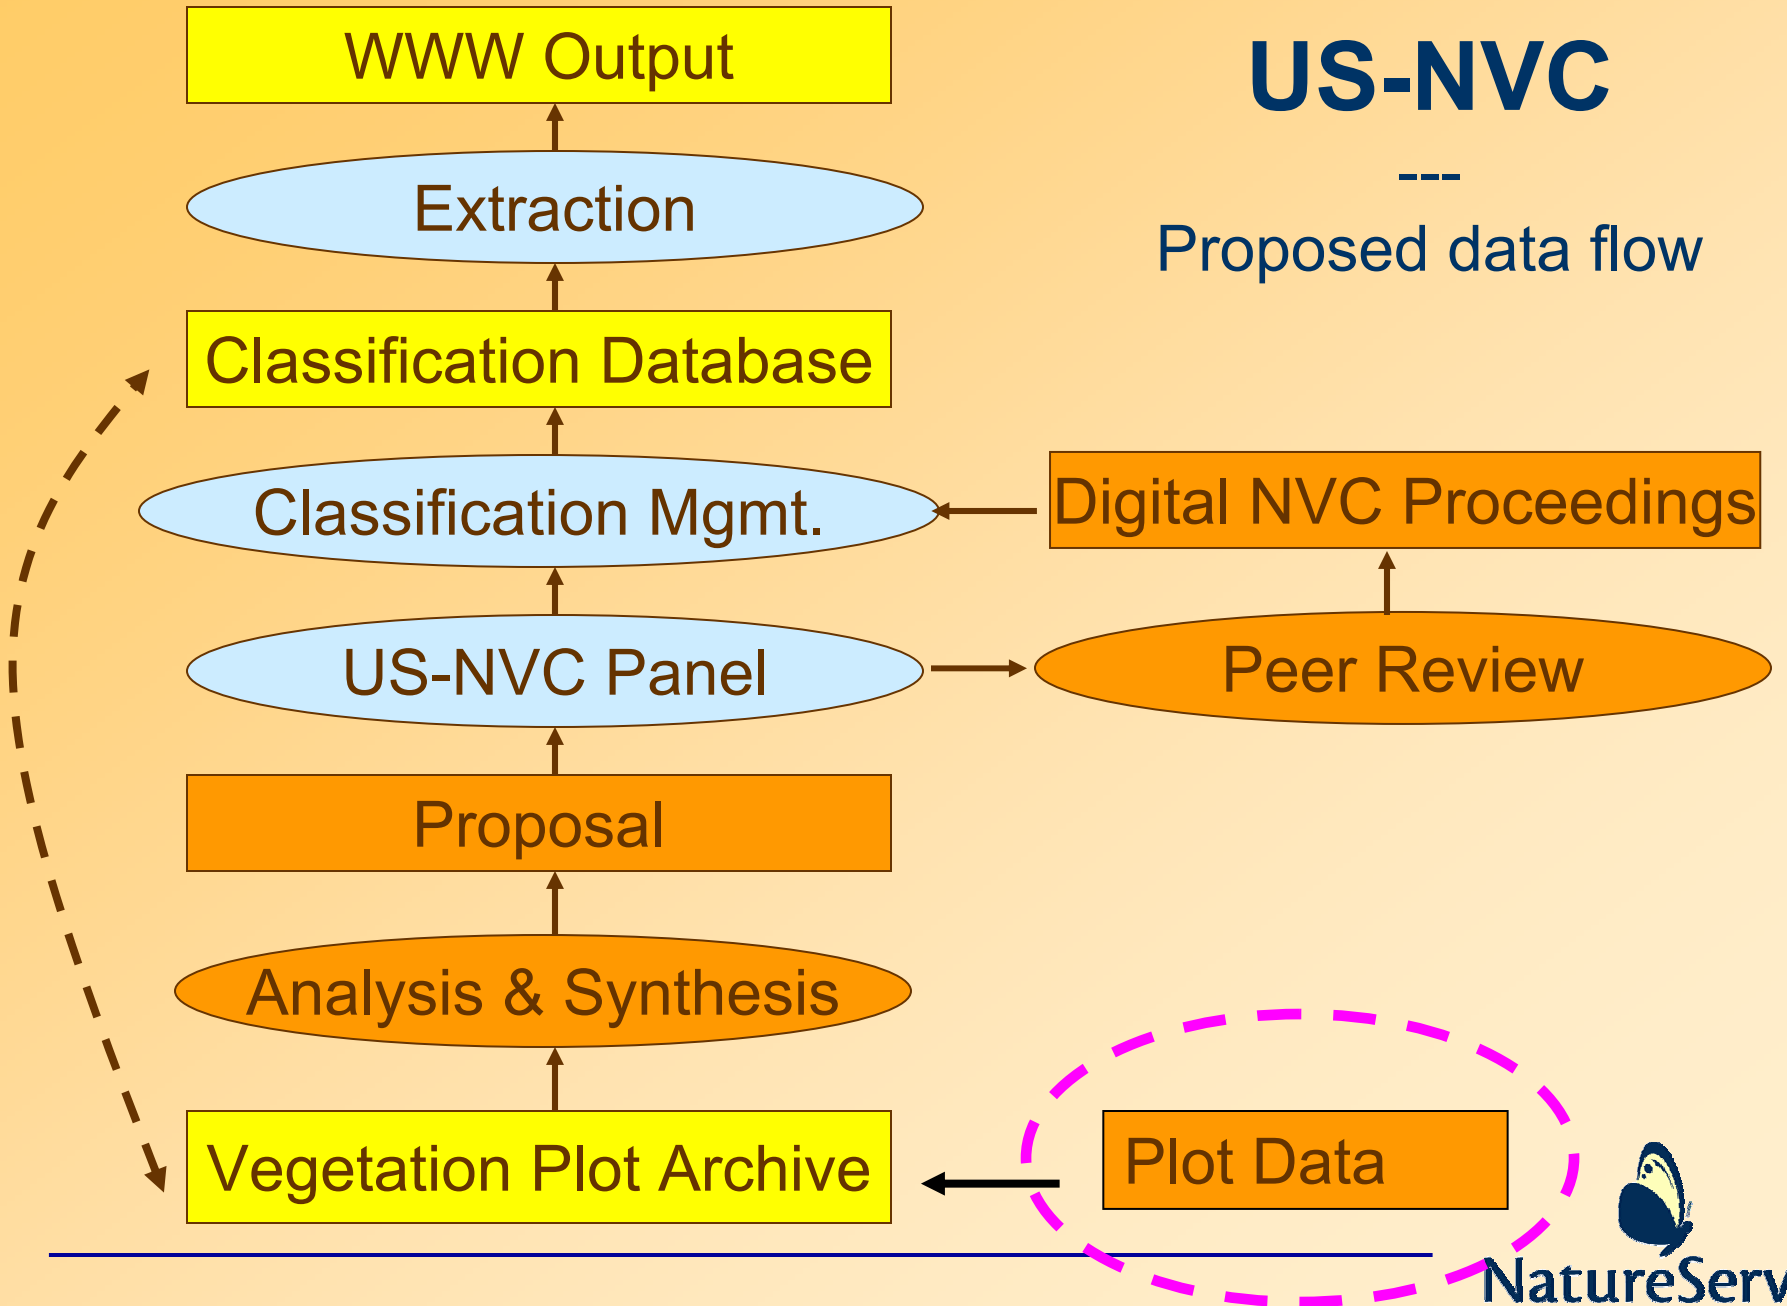 WWW Output
US-NVC
---
Proposed data flow
Extraction
Classification Database
Classification Mgmt.
Digital NVC Proceedings
US-NVC Panel
Peer Review
Proposal
Analysis & Synthesis
Vegetation Plot Archive
Plot Data
NatureServ